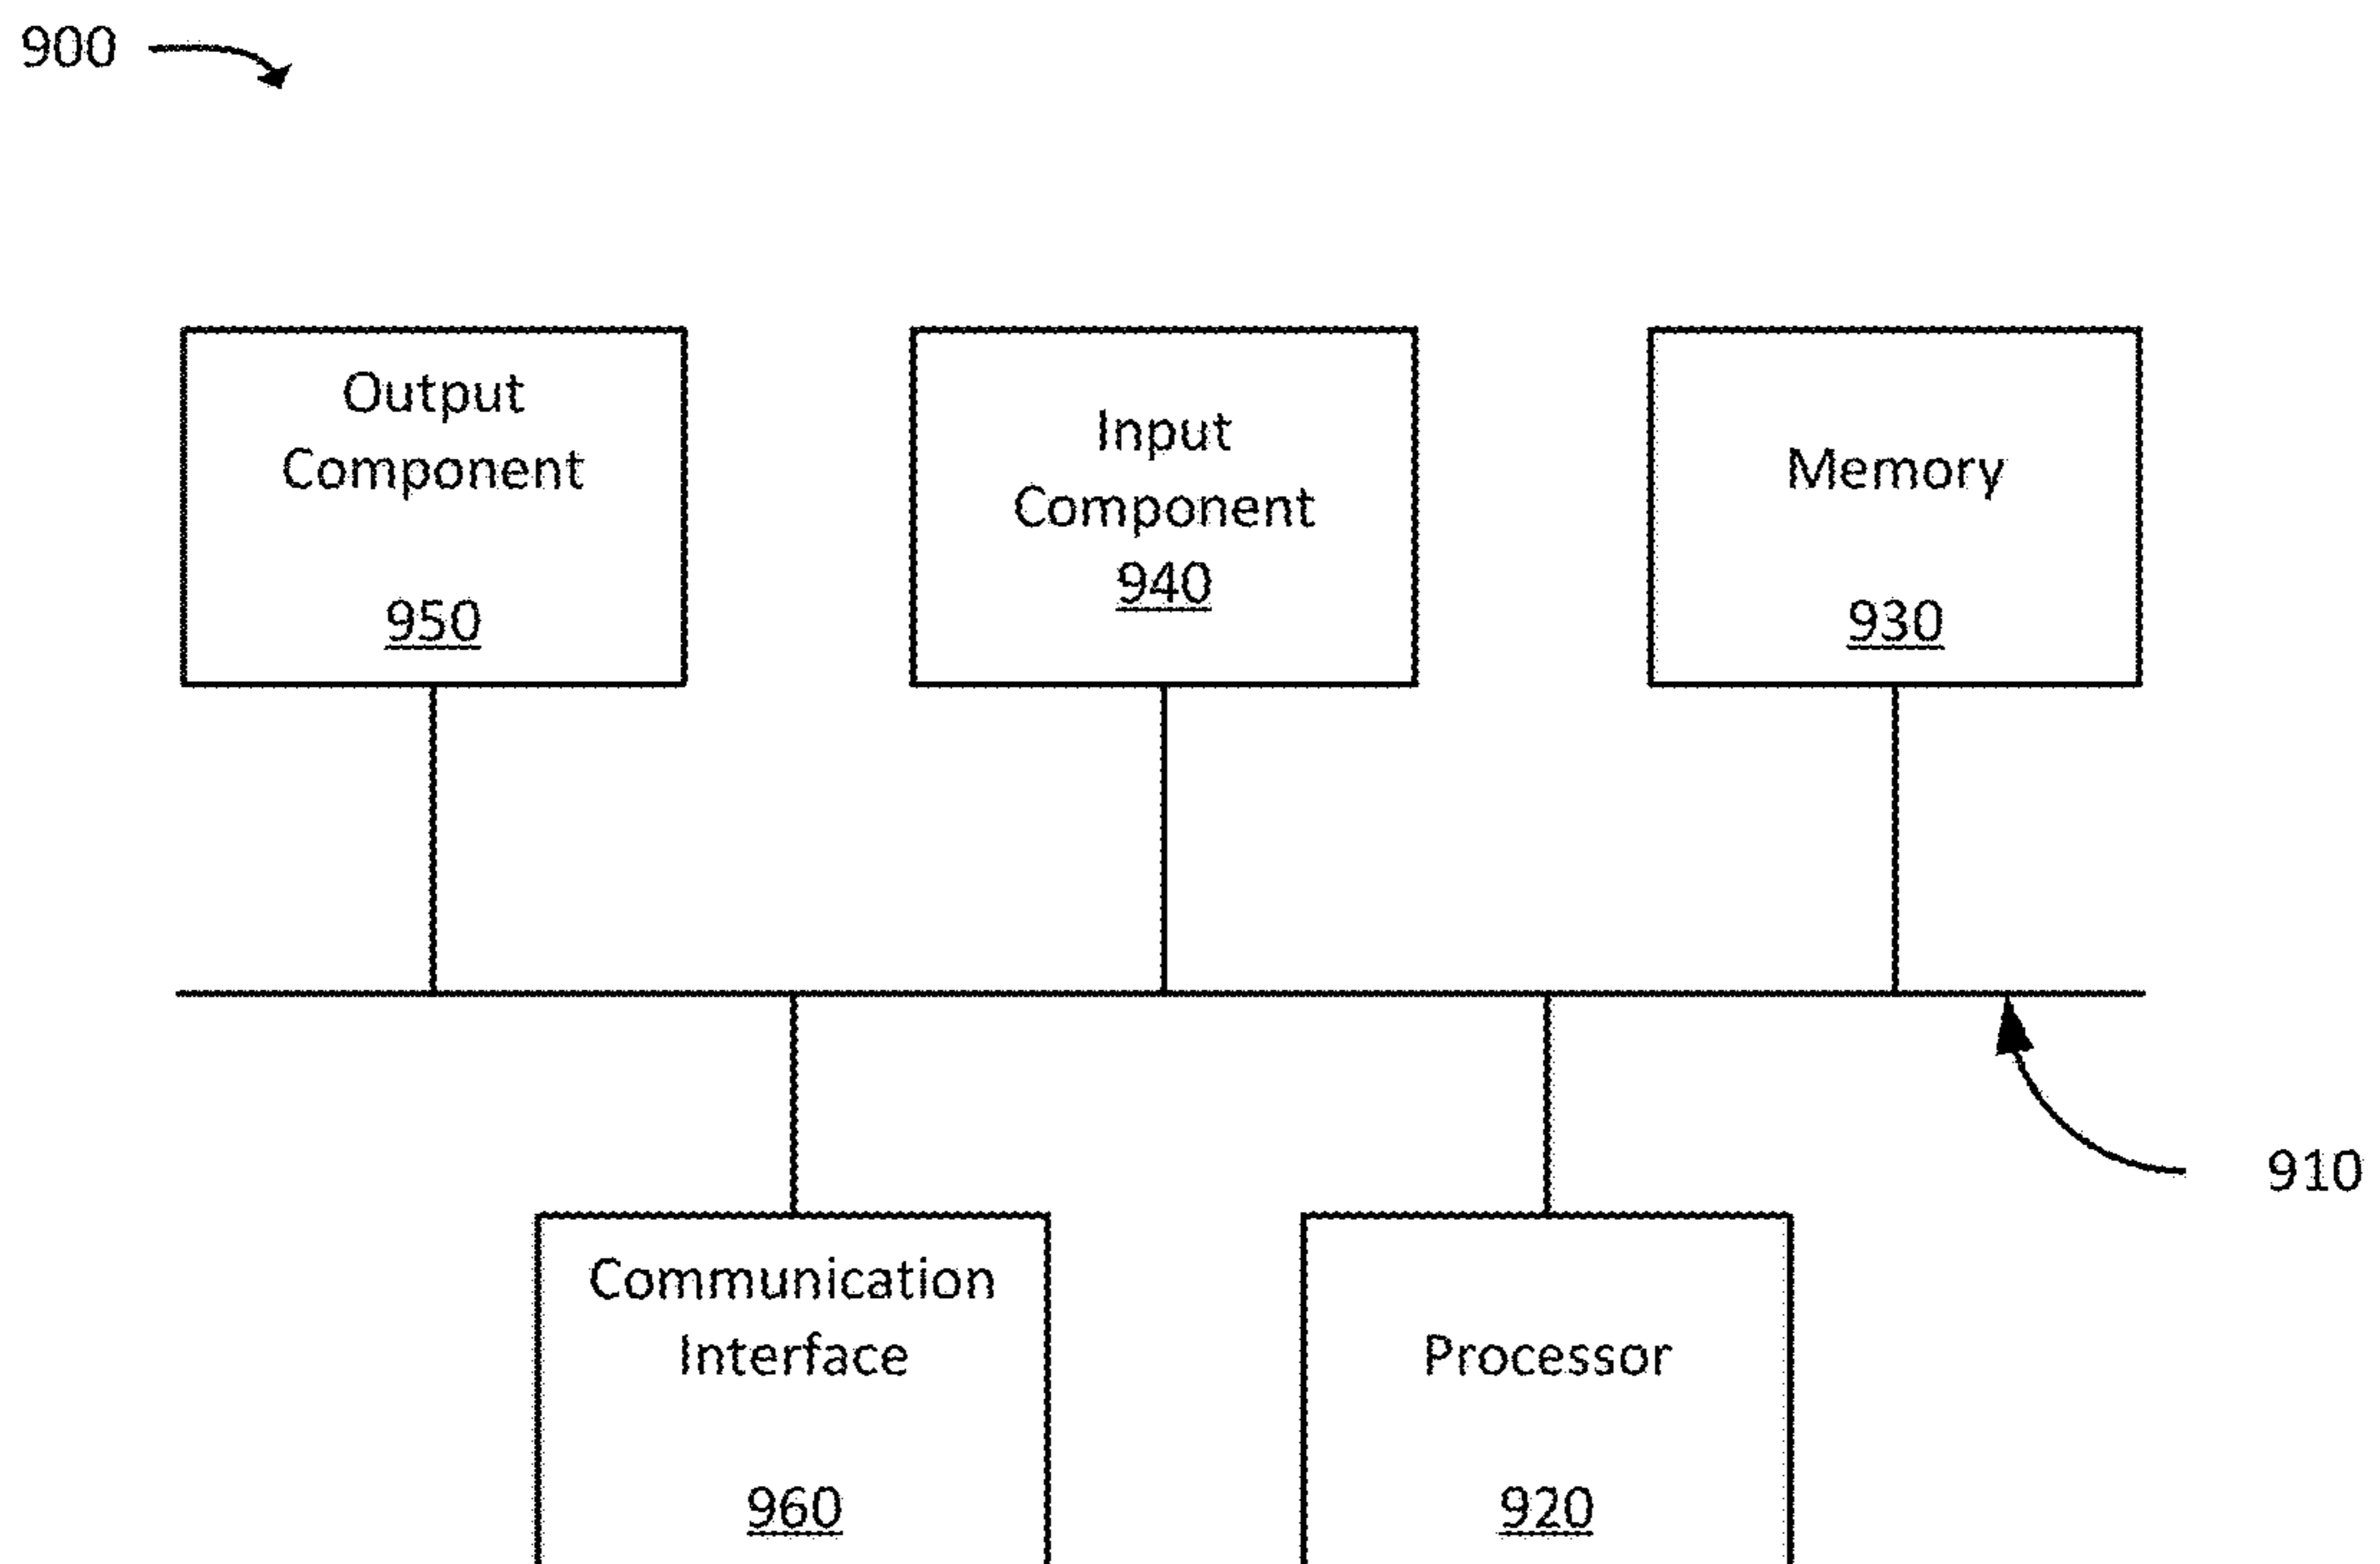 900
Output
Component
950
Input
Component
940
Memory
930
910
Communication
Interface
960
Processor
920